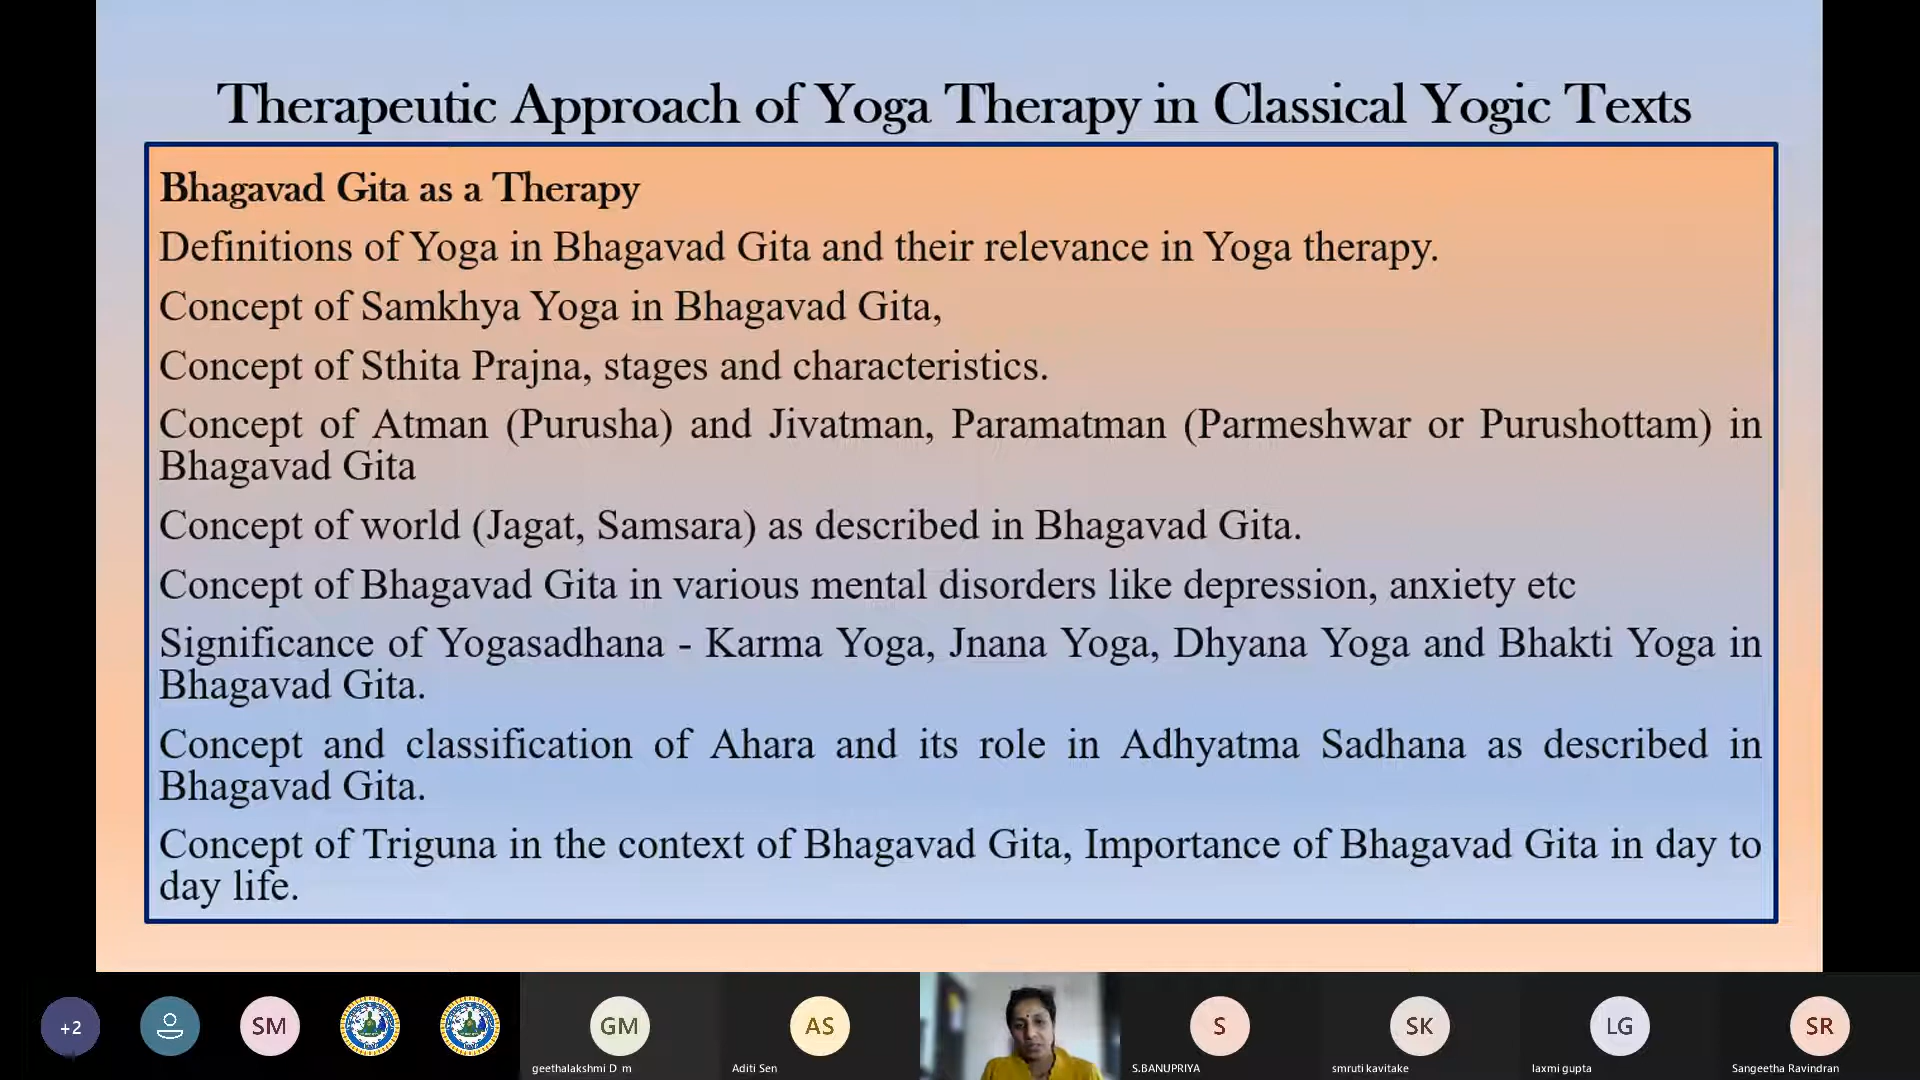 Therapeutic Approach of Yoga Therapy in Classical Yogic Texts
Bhagavad Gita as a Therapy
Definitions of Yoga in Bhagavad Gita and their relevance in Yoga therapy.
Concept of Samkhya Yoga in Bhagavad Gita,
Concept of Sthita Prajna, stages and characteristics.
Concept of Atman (Purusha) and Jivatman, Paramatman (Parmeshwar or Purushottam) in
Bhagavad Gita
Concept of world (Jagat, Samsara) as described in Bhagavad Gita.
Concept of Bhagavad Gita in various mental disorders like depression, anxiety etc
Significance of Yogasadhana - Karma Yoga, Jnana Yoga, Dhyana Yoga and Bhakti Yoga in
Bhagavad Gita.
Concept and classification of Ahara and its role in Adhyatma Sadhana as described in
Bhagavad Gita.
Concept of Triguna in the context of Bhagavad Gita, Importance of Bhagavad Gita in day to
day life.
+2 SM GM AS S SK LG SR
geethalakshmi D m Aditi Sen S.BANUPRIYA smruti kavitake laxmi gupta Sangeetha Ravindran